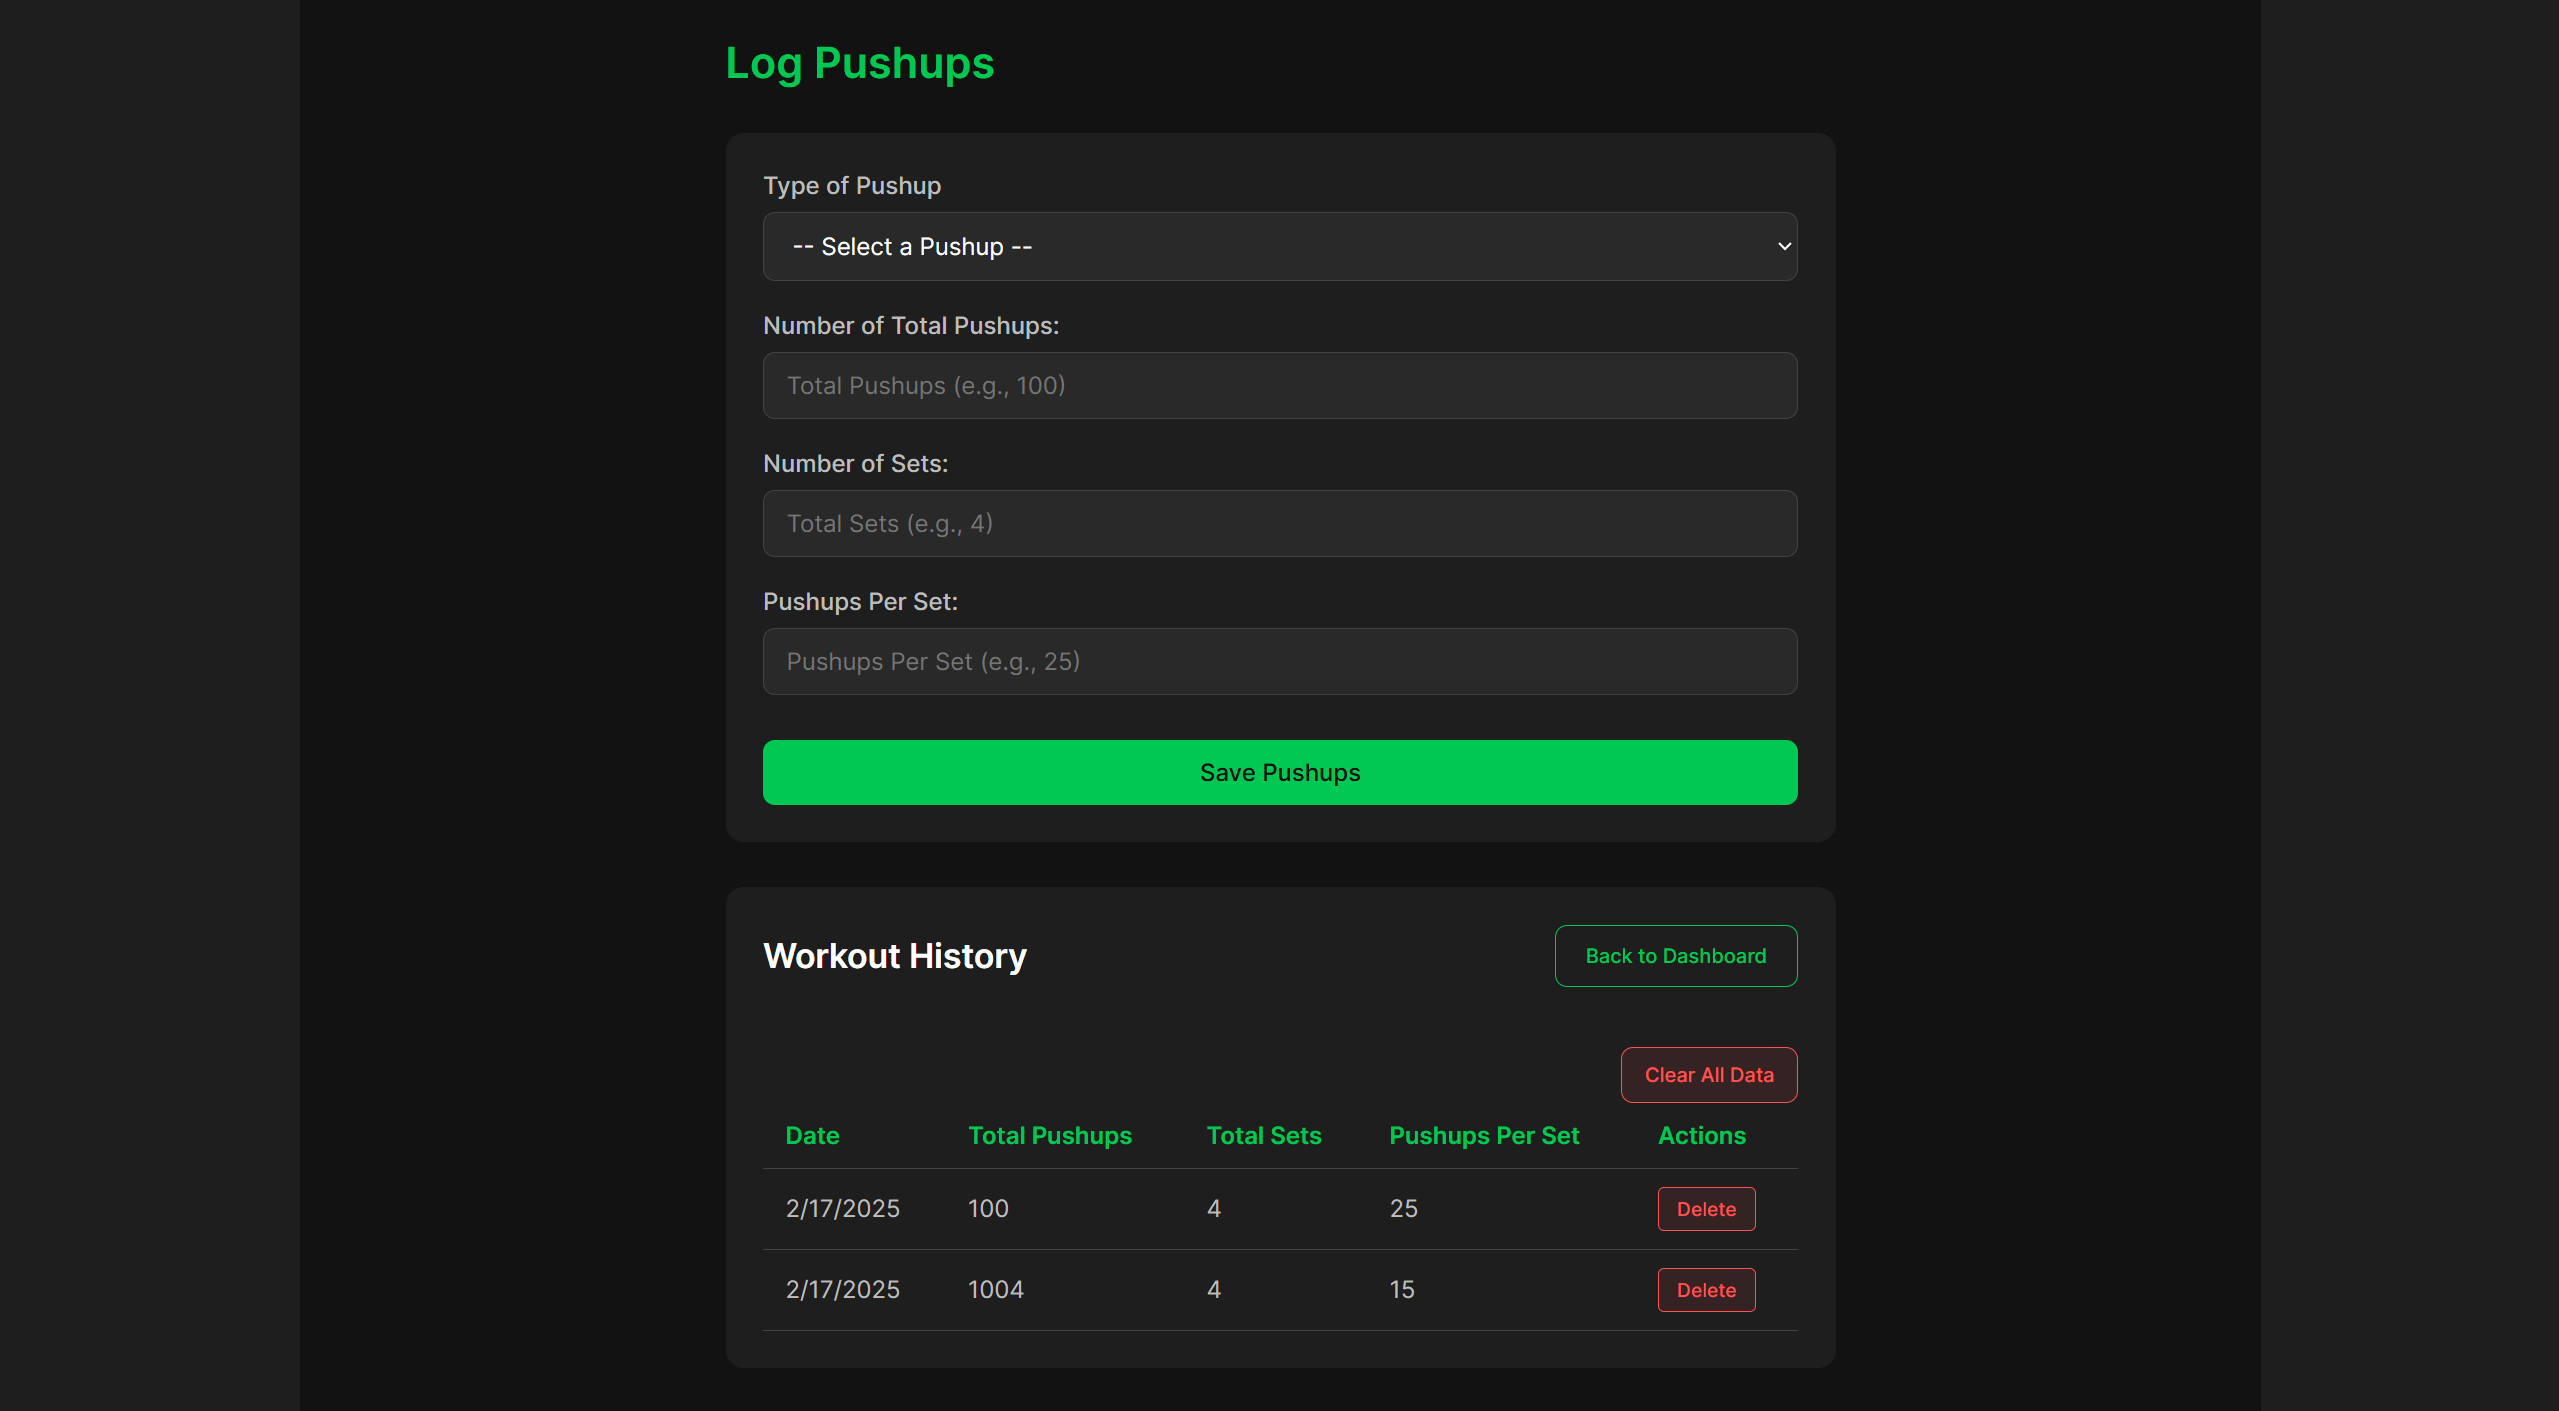 Log Pushups
Type of Pushup
-- Select a Pushup --
Number of Total Pushups:
Total Pushups (e.g., 100)
Number of Sets:
Total Sets (e.g., 4)
Pushups Per Set:
Pushups Per Set (e.g., 25)
Save Pushups
Workout History Back to Dashboard
Clear All Data
Date Total Pushups Total Sets Pushups Per Set Actions
2/17/2025 100 4 25 Delete
2/17/2025 1004 4 15 Delete